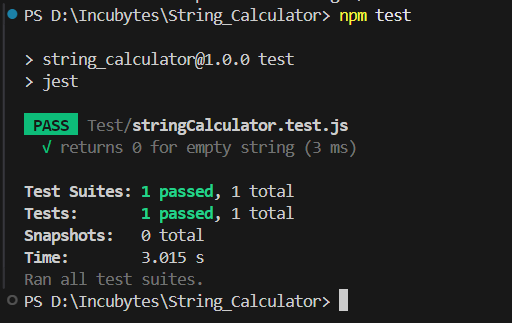 PS D:\Incubytes\String_Calculator> npm test
> string_calculator@1.0.0 test
> jest
PASS Test/stringCalculator.test.js
√ returns 0 for empty string (3 ms)
Test Suites: 1 passed, 1 total
Tests: 1 passed, 1 total
Snapshots: 0 total
Time: 3.015 s
Ran all test suites.
PS D:\Incubytes\String_Calculator>